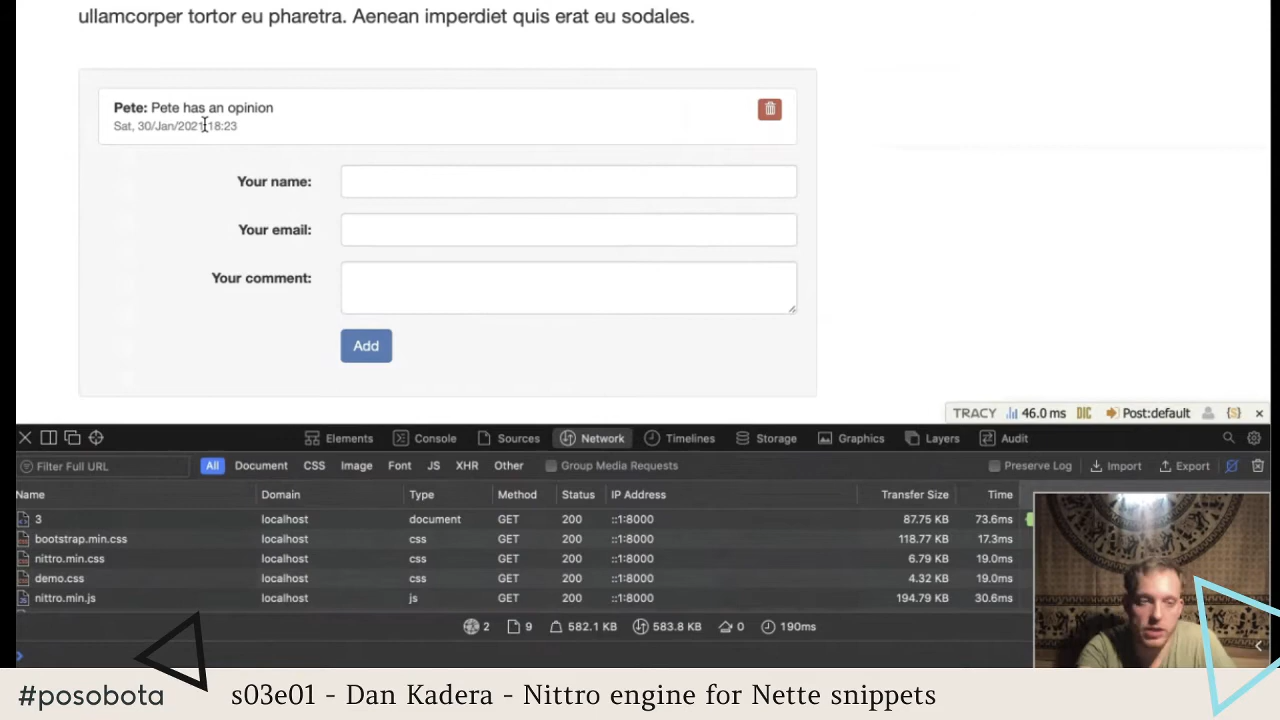 ullamcorper tortor eu pharetra. Aenean imperdiet quis erat eu sodales.
Pete: Pete has an opinion
Sat, 30/Jan/2021 18:23
Your name:
Your email:
Your comment:
Add
TRACY 46.0 ms DIC Post:default {S} ×
Elements Console Sources Network Timelines Storage Graphics Layers Audit
Filter Full URL All Document CSS Image Font JS XHR Other Group Media Requests Preserve Log Import Export
Name Domain Type Method Status IP Address Transfer Size Time
3 localhost document GET 200 ::1:8000 87.75 KB 73.6ms
bootstrap.min.css localhost css GET 200 ::1:8000 118.77 KB 17.3ms
nittro.min.css localhost css GET 200 ::1:8000 6.79 KB 19.0ms
demo.css localhost css GET 200 ::1:8000 4.32 KB 19.0ms
nittro.min.js localhost js GET 200 ::1:8000 194.79 KB 30.6ms
2 9 582.1 KB 583.8 KB 0 190ms
#posobota s03e01 - Dan Kadera - Nittro engine for Nette snippets